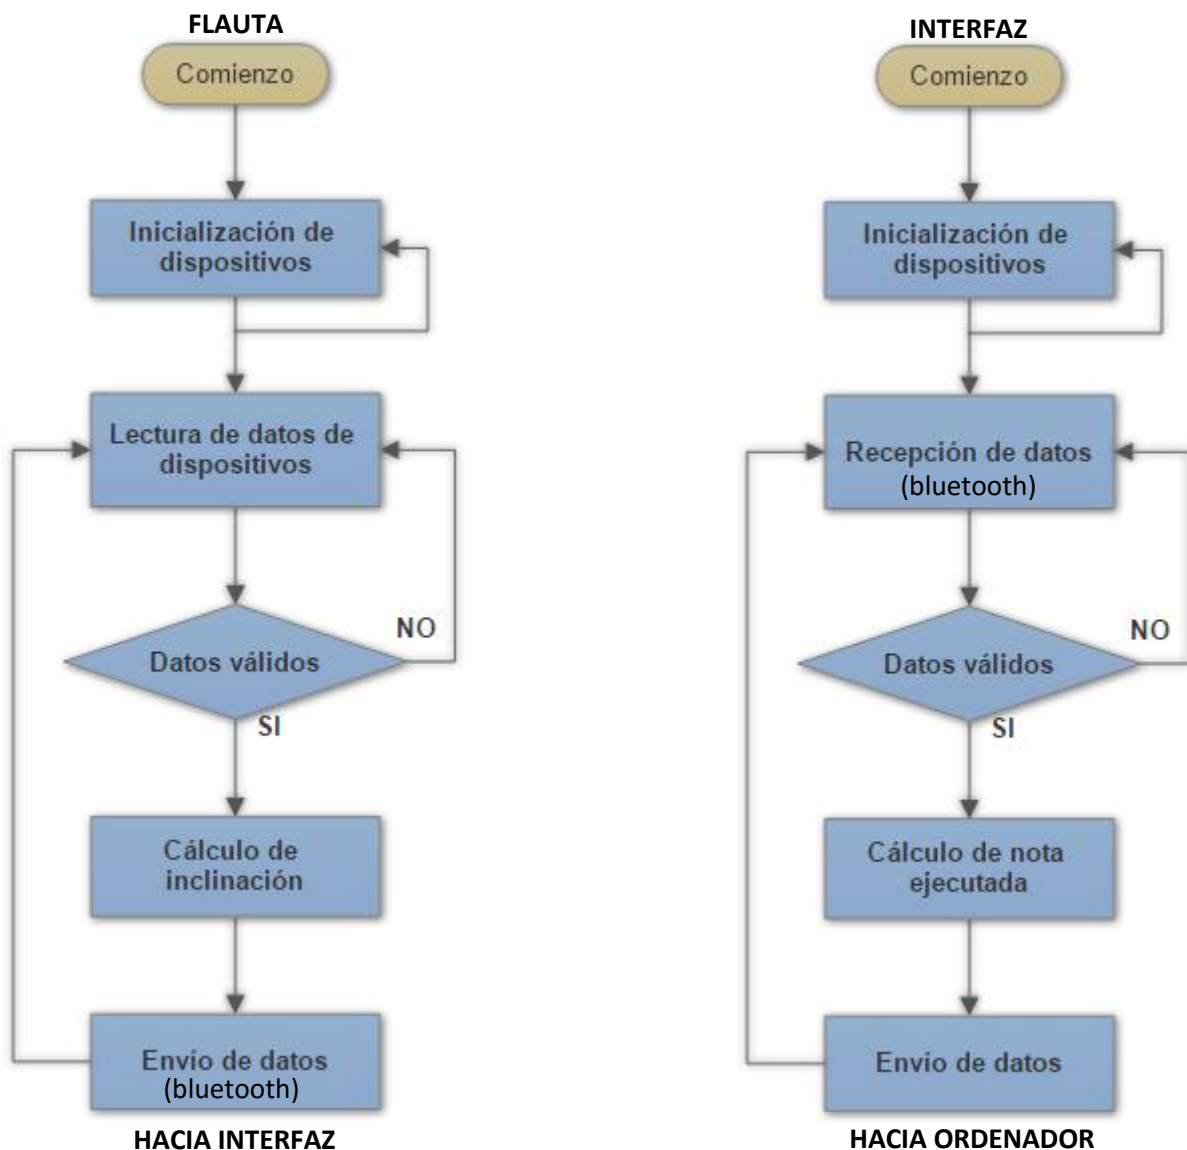 FLAUTA
Comienzo
Inicialización de
dispositivos
Lectura de datos de
dispositivos
Datos válidos
NO
SI
Cálculo de
inclinación
Envio de datos
(bluetooth)
HACIA INTERFAZ
INTERFAZ
Comienzo
Inicialización de
dispositivos
Recepción de datos
(bluetooth)
Datos válidos
NO
SI
Cálculo de nota
ejecutada
Envio de datos
HACIA ORDENADOR